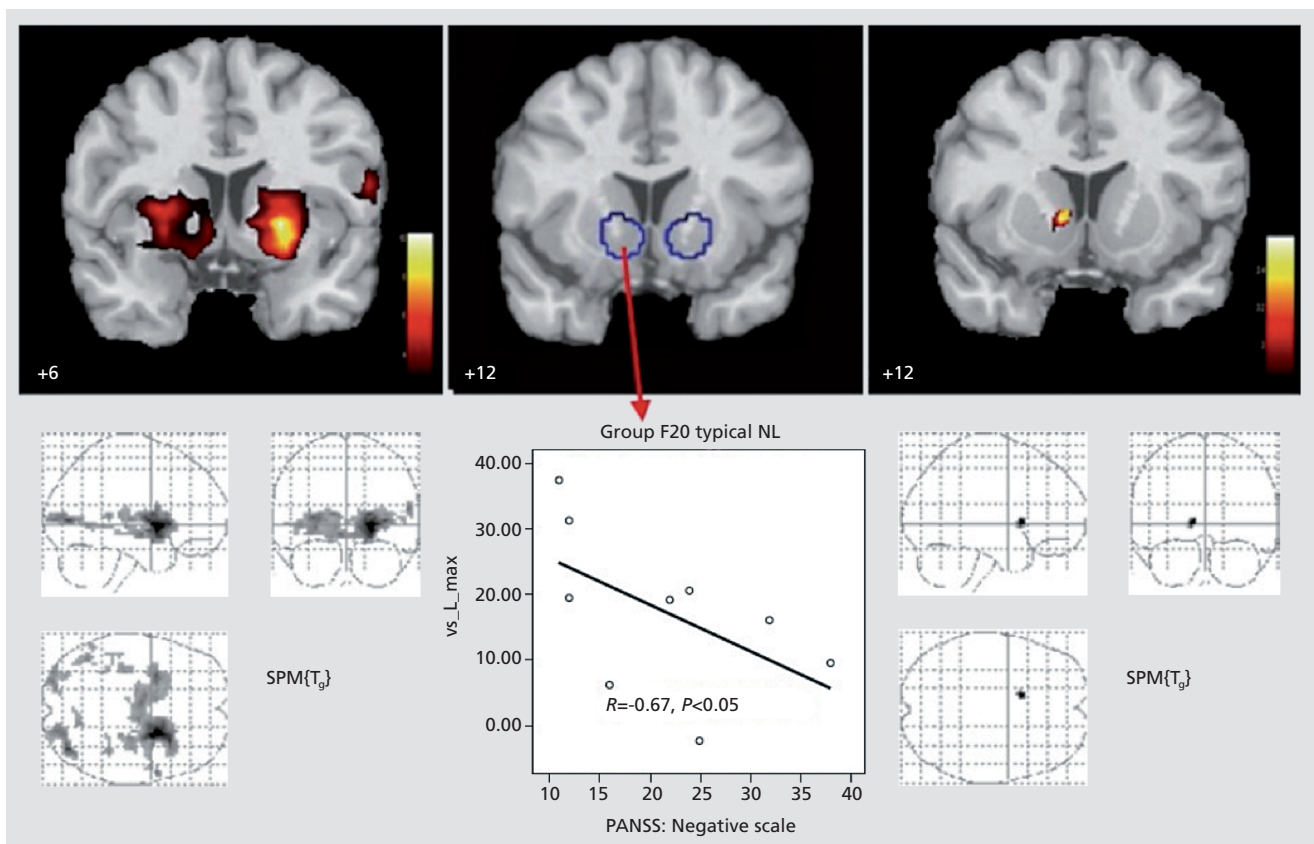 +6
+12
+12
Group F20 typical NL
40.00
30.00
20.00
10.00
0.00
vs_L_max
R=-0.67, P<0.05
10 15 20 25 30 35 40
PANSS: Negative scale
SPM{Tg}
SPM{Tg}